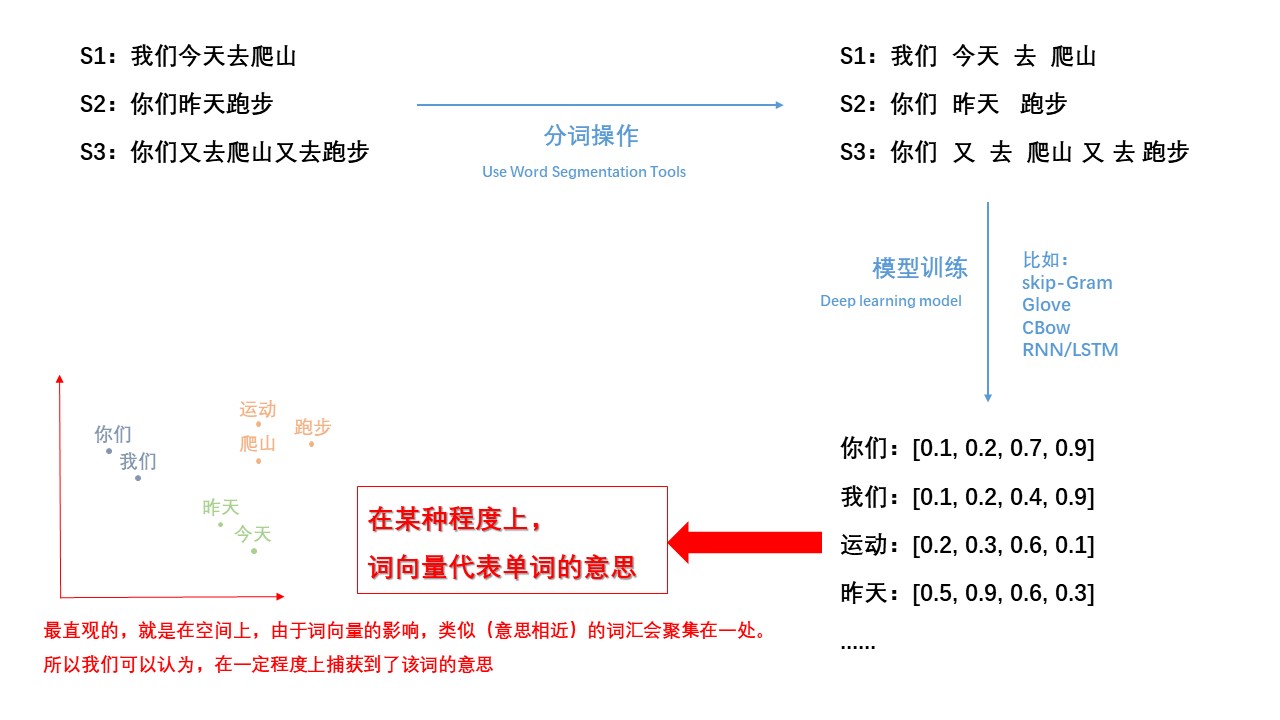 S1：我们今天去爬山
S2：你们昨天跑步
S3：你们又去爬山又去跑步
分词操作
Use Word Segmentation Tools
S1：我们 今天 去 爬山
S2：你们 昨天 跑步
S3：你们 又 去 爬山 又 去 跑步
模型训练
Deep learning model
比如：
skip-Gram
Glove
CBow
RNN/LSTM
你们：[0.1, 0.2, 0.7, 0.9]
我们：[0.1, 0.2, 0.4, 0.9]
运动：[0.2, 0.3, 0.6, 0.1]
昨天：[0.5, 0.9, 0.6, 0.3]
......
在某种程度上，
词向量代表单词的意思
运动
跑步
你们
爬山
我们
昨天
今天
最直观的，就是在空间上，由于词向量的影响，类似（意思相近）的词汇会聚集在一处。
所以我们可以认为，在一定程度上捕获到了该词的意思